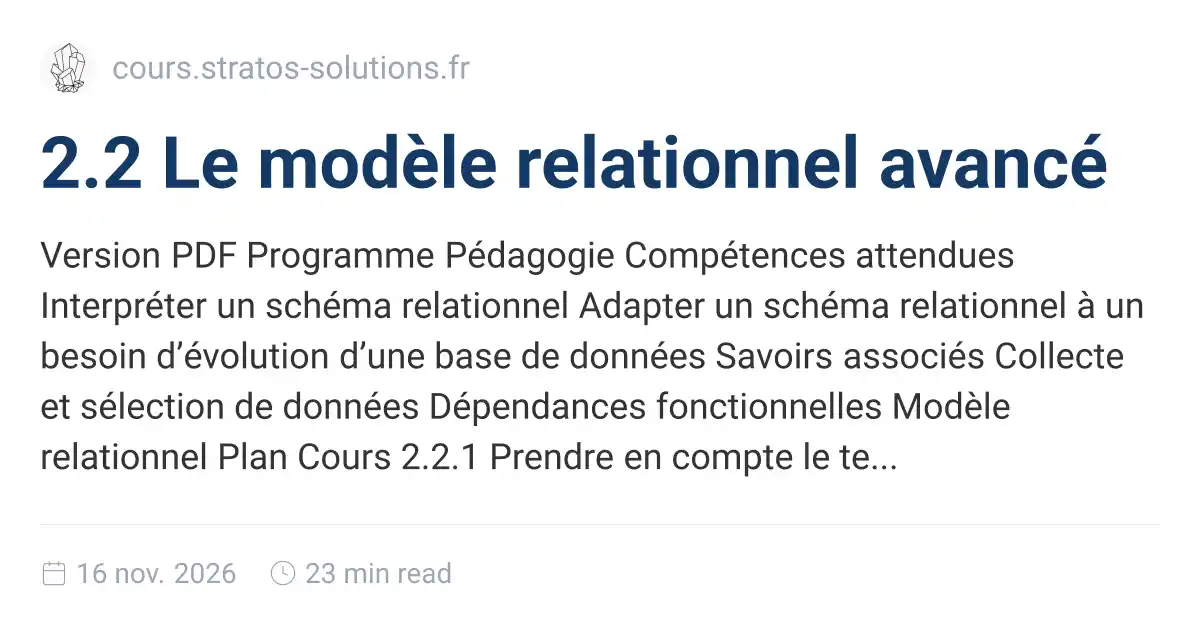 cours.stratos-solutions.fr
2.2 Le modèle relationnel avancé
Version PDF Programme Pédagogie Compétences attendues
Interpréter un schéma relationnel Adapter un schéma relationnel à un
besoin d’évolution d’une base de données Savoirs associés Collecte
et sélection de données Dépendances fonctionnelles Modèle
relationnel Plan Cours 2.2.1 Prendre en compte le te...
16 nov. 2026 23 min read